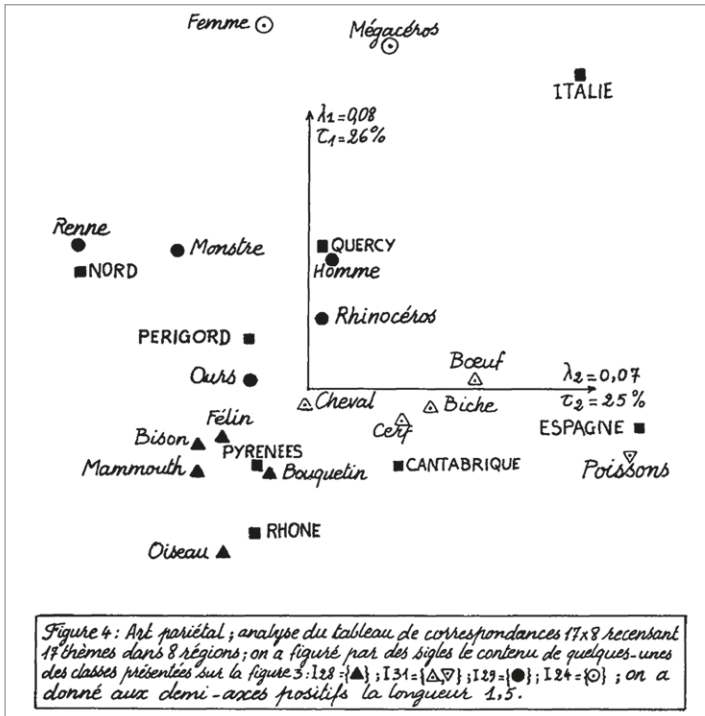 Femme
Mégacéros
ITALIE
λ1=0,08
τ1=26%
Renne
Monstre
QUERCY
NORD
Homme
Rhinocéros
PERIGORD
Bœuf
Ours
λ2=0,07
Cheval
Biche
τ2=25%
Félin
Cerf
ESPAGNE
Bison
PYRENEES
Mammouth
Bouquetin
CANTABRIQUE
Poissons
RHONE
Oiseau
Figure 4 : Art pariétal ; analyse du tableau de correspondances 17x8 recensant
17 thèmes dans 8 régions ; on a figuré par des sigles le contenu de quelques-unes
des classes présentées sur la figure 3 : I28={▲} ; I31={△,▽} ; I29={●} ; I24={⊙} ; on a
donné aux demi-axes positifs la longueur 1,5.